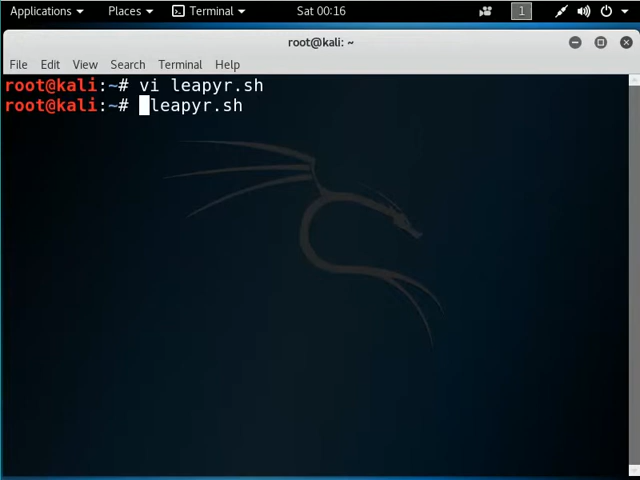 Applications Places Terminal Sat 00:16 1
root@kali: ~
File Edit View Search Terminal Help
root@kali:~# vi leapyr.sh
root@kali:~# leapyr.sh